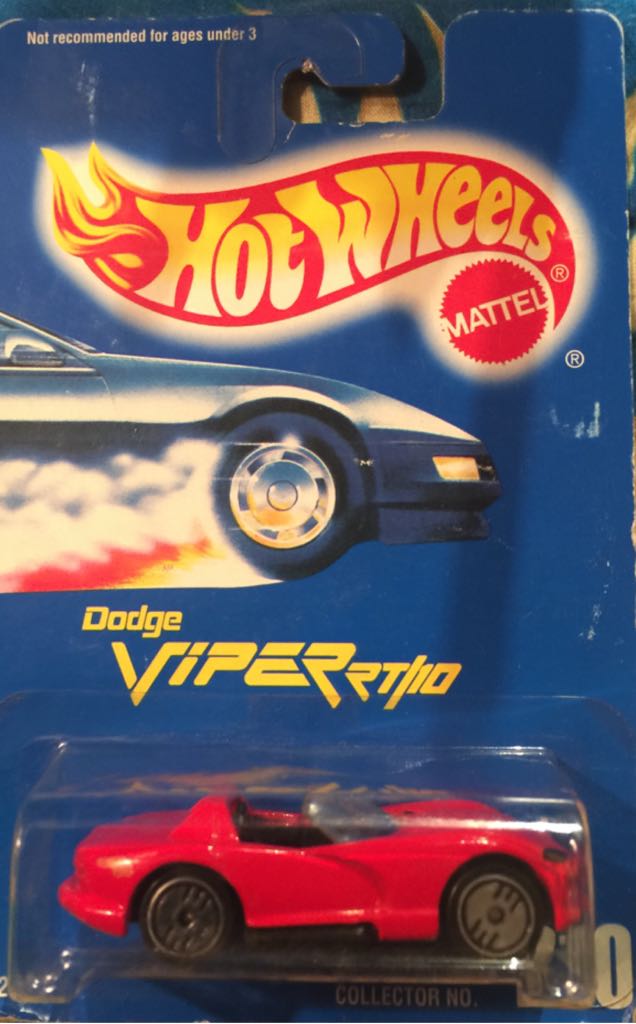 Not recommended for ages under 3
HOT WHEELS ®
MATTEL
®
Dodge
VIPER RT/10
COLLECTOR NO.